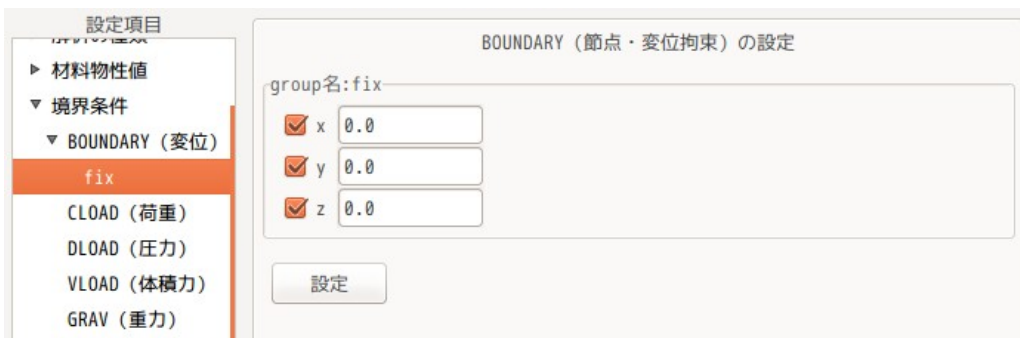 設定項目
材料物性値
境界条件
BOUNDARY (変位)
fix
CLOAD (荷重)
DLOAD (圧力)
VLOAD (体積力)
GRAV (重力)
BOUNDARY (節点・変位拘束) の設定
group名:fix
x 0.0
y 0.0
z 0.0
設定